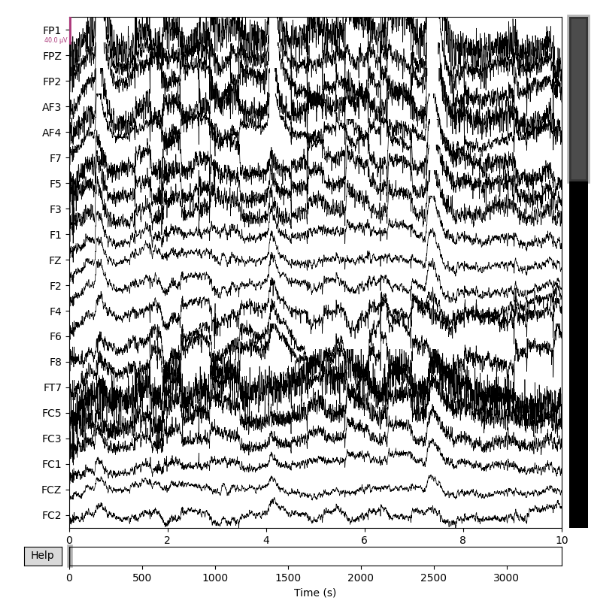 FP1
40.0 µV
FPZ
FP2
AF3
AF4
F7
F5
F3
F1
FZ
F2
F4
F6
F8
FT7
FC5
FC3
FC1
FCZ
FC2
0 2 4 6 8 10
Help
0 500 1000 1500 2000 2500 3000
Time (s)